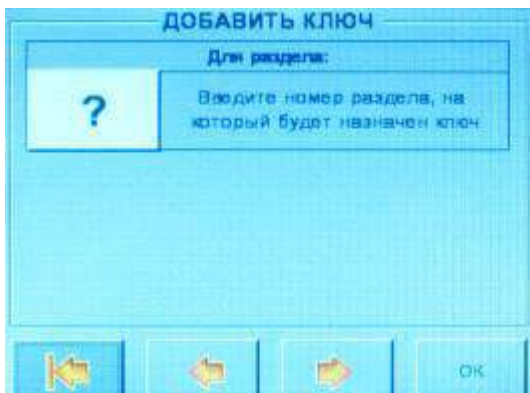 ДОБАВИТЬ КЛЮЧ
Для раздела:
?
Введите номер раздела, на
который будет назначен ключ
OK